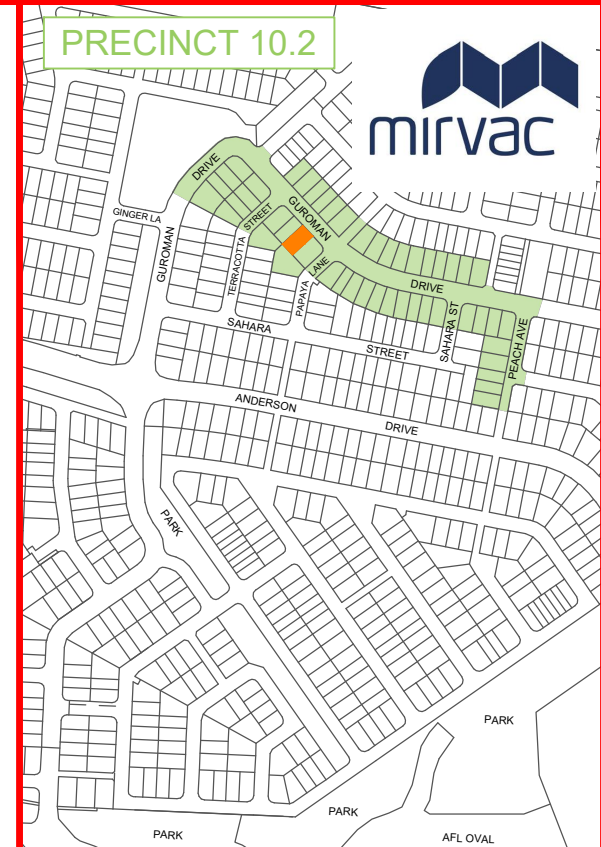 PRECINCT 10.2
mirvac
DRIVE
GUROMAN
STREET
GINGER LA
GUROMAN
TERRACOTTA
LANE
PAPAYA
DRIVE
SAHARA
STREET
SAHARA ST
PEACH AVE
ANDERSON
DRIVE
PARK
PARK
PARK
PARK
AFL OVAL